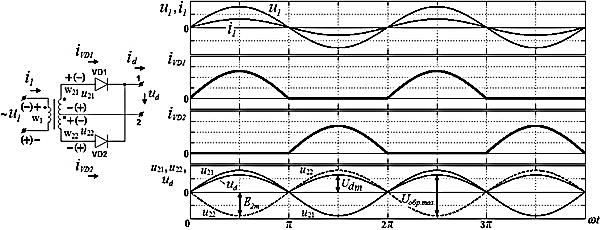 u1, i1
u1
i1
0
iVD1
0
iVD2
0
u21, u22,
ud
u21
ud
u22
E2m
u22
Udm
u21
Uобр.max
0
π
2π
3π
ωt
iVD1
id
+(-)
VD1
i1
w21 u21
1
-(+)
ud
~u1
(-)+
w1
+(-)
2
(+)-
w22 u22
-(+)
VD2
iVD2